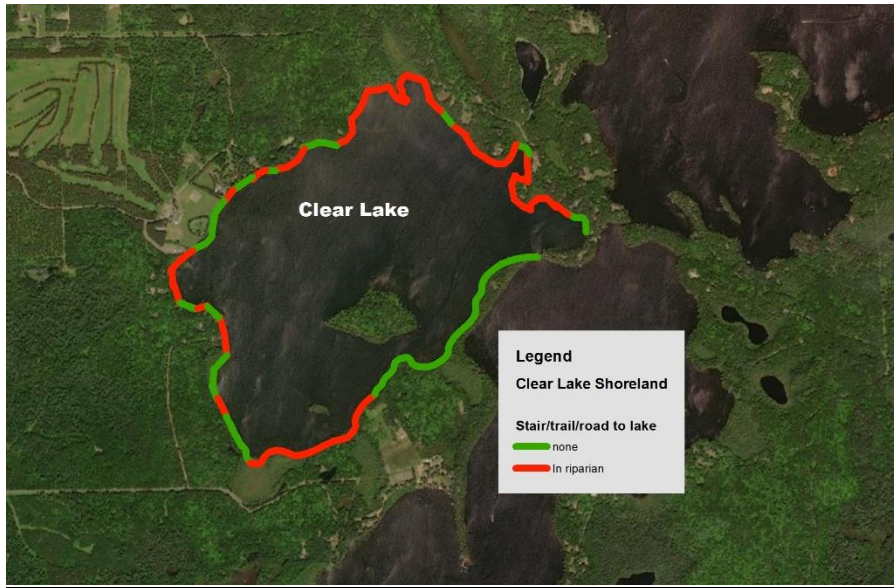 Clear Lake
Legend
Clear Lake Shoreland
Stair/trail/road to lake
none
In riparian